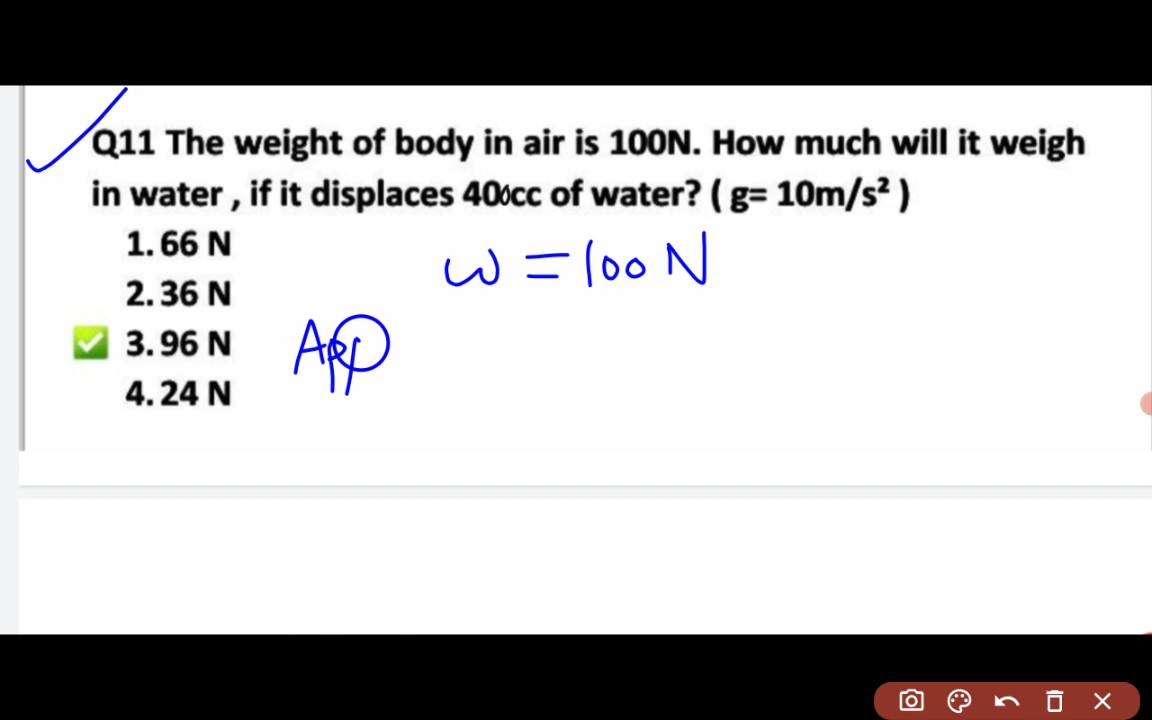 Q11 The weight of body in air is 100N. How much will it weigh
in water , if it displaces 400cc of water? ( g= 10m/s² )
1. 66 N
2. 36 N
3. 96 N
4. 24 N
W = 100 N
App